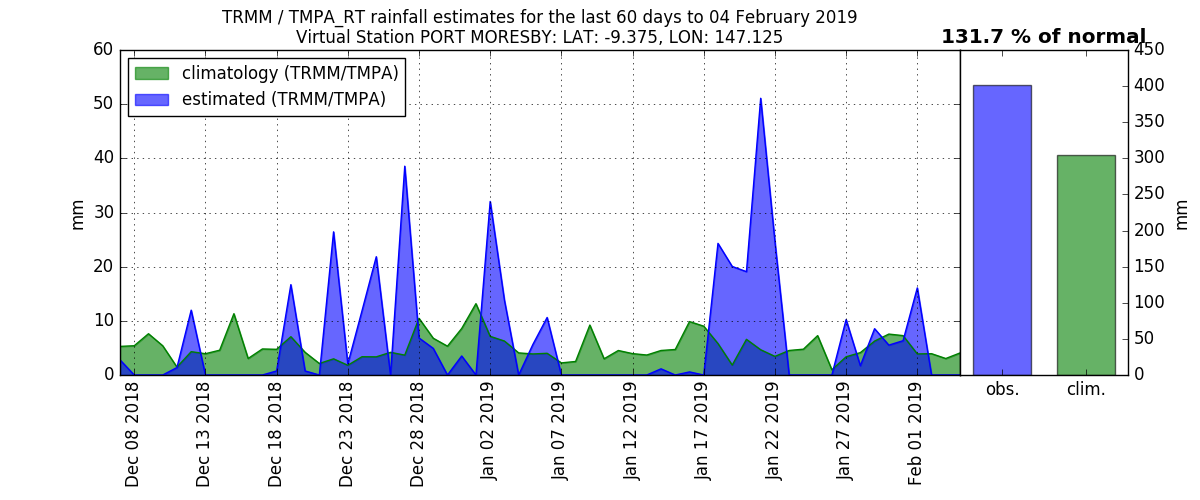 TRMM / TMPA_RT rainfall estimates for the last 60 days to 04 February 2019
Virtual Station PORT MORESBY: LAT: -9.375, LON: 147.125
131.7 % of normal
climatology (TRMM/TMPA)
estimated (TRMM/TMPA)
60
50
40
30
20
10
0
mm
Dec 08 2018
Dec 13 2018
Dec 18 2018
Dec 23 2018
Dec 28 2018
Jan 02 2019
Jan 07 2019
Jan 12 2019
Jan 17 2019
Jan 22 2019
Jan 27 2019
Feb 01 2019
obs.
clim.
450
400
350
300
250
200
150
100
50
0
mm